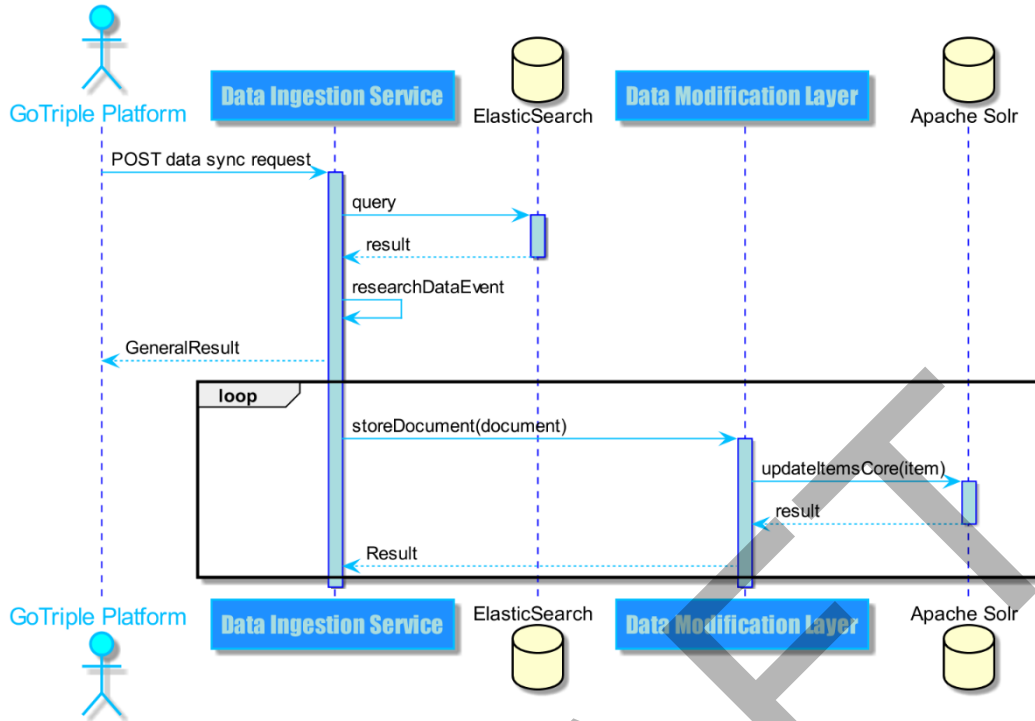 GoTriple Platform
Data Ingestion Service
ElasticSearch
Data Modification Layer
Apache Solr
POST data sync request
query
result
researchDataEvent
GeneralResult
loop
storeDocument(document)
updateItemsCore(item)
result
Result
GoTriple Platform
Data Ingestion Service
ElasticSearch
Data Modification Layer
Apache Solr